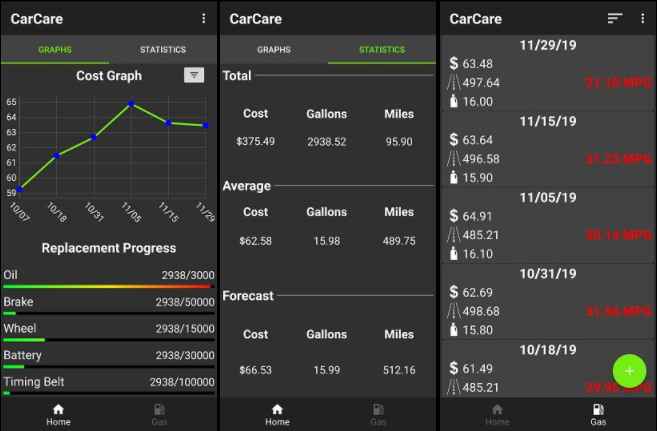 CarCare
GRAPHS STATISTICS
Cost Graph
65
64
63
62
61
60
59
10/07 10/18 10/31 11/05 11/15 11/29
Replacement Progress
Oil 2938/3000
Brake 2938/50000
Wheel 2938/15000
Battery 2938/30000
Timing Belt 2938/100000
Home Gas
CarCare
GRAPHS STATISTICS
Total
Cost Gallons Miles
$375.49 2938.52 95.90
Average
Cost Gallons Miles
$62.58 15.98 489.75
Forecast
Cost Gallons Miles
$66.53 15.99 512.16
Home Gas
CarCare
11/29/19
$ 63.48
497.64 31.10 MPG
16.00
11/15/19
$ 63.64
496.58 31.23 MPG
15.90
11/05/19
$ 64.91
485.21 30.14 MPG
16.10
10/31/19
$ 62.69
498.68 31.56 MPG
15.80
10/18/19
$ 61.49
485.21
+
Home Gas